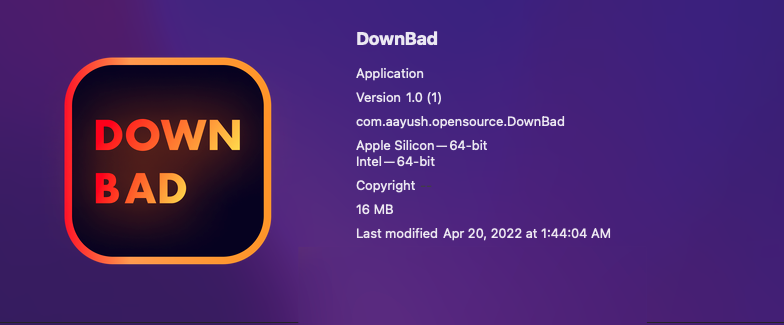 DOWN
BAD
DownBad
Application
Version 1.0 (1)
com.aayush.opensource.DownBad
Apple Silicon — 64-bit
Intel — 64-bit
Copyright
16 MB
Last modified Apr 20, 2022 at 1:44:04 AM